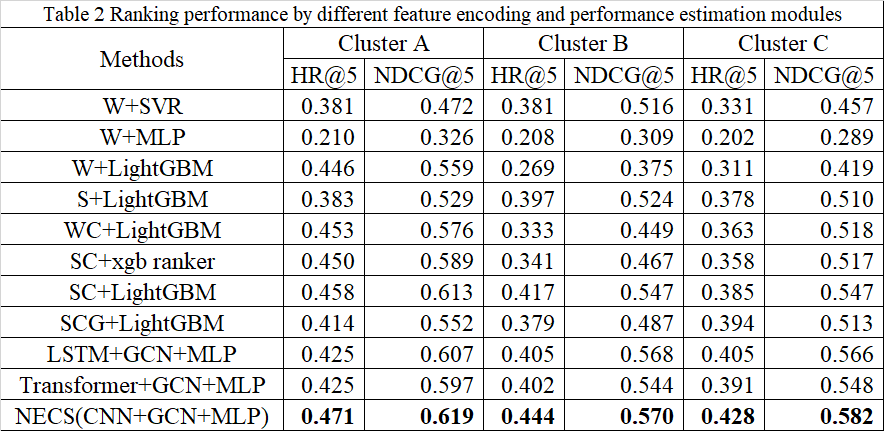 Table 2 Ranking performance by different feature encoding and performance estimation modules
Methods Cluster A Cluster B Cluster C
HR@5 NDCG@5 HR@5 NDCG@5 HR@5 NDCG@5
W+SVR 0.381 0.472 0.381 0.516 0.331 0.457
W+MLP 0.210 0.326 0.208 0.309 0.202 0.289
W+LightGBM 0.446 0.559 0.269 0.375 0.311 0.419
S+LightGBM 0.383 0.529 0.397 0.524 0.378 0.510
WC+LightGBM 0.453 0.576 0.333 0.449 0.363 0.518
SC+xgb ranker 0.450 0.589 0.341 0.467 0.358 0.517
SC+LightGBM 0.458 0.613 0.417 0.547 0.385 0.547
SCG+LightGBM 0.414 0.552 0.379 0.487 0.394 0.513
LSTM+GCN+MLP 0.425 0.607 0.405 0.568 0.405 0.566
Transformer+GCN+MLP 0.425 0.597 0.402 0.544 0.391 0.548
NECS(CNN+GCN+MLP) 0.471 0.619 0.444 0.570 0.428 0.582